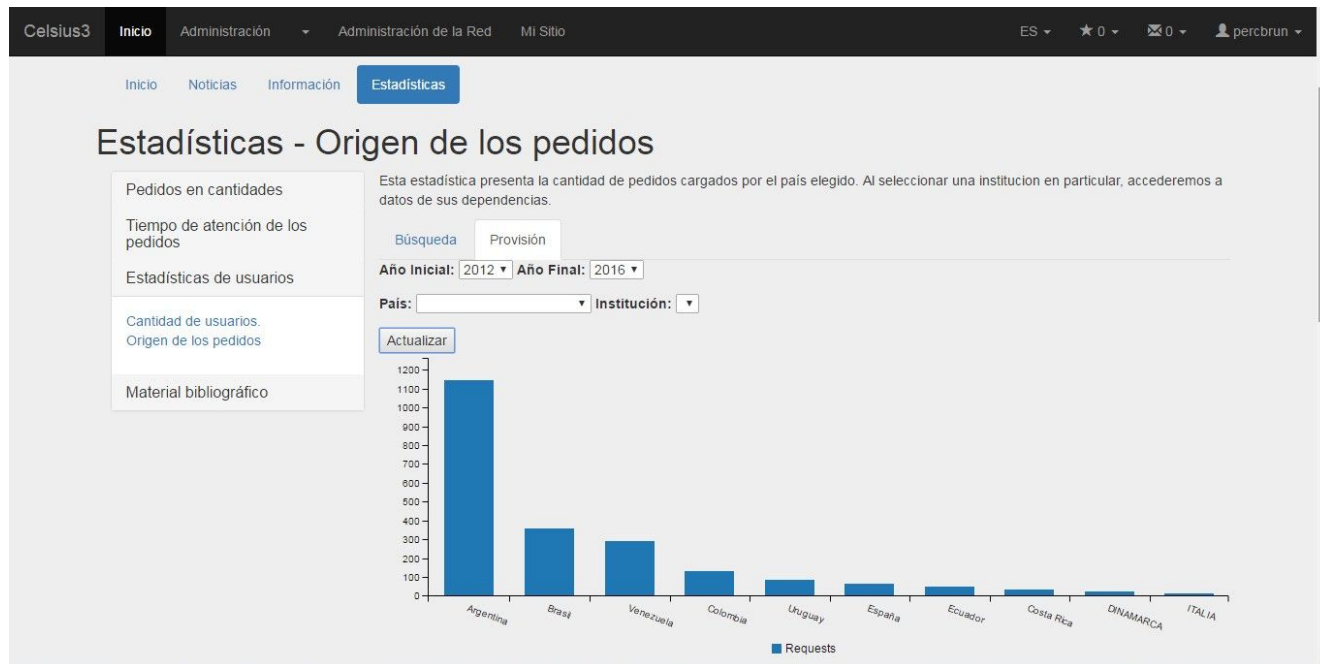 Celsius3 Inicio Administración Administración de la Red Mi Sitio ES 0 0 percbrun
Inicio Noticias Información Estadísticas
Estadísticas - Origen de los pedidos
Pedidos en cantidades
Tiempo de atención de los
pedidos
Estadísticas de usuarios
Cantidad de usuarios.
Origen de los pedidos
Material bibliográfico
Esta estadística presenta la cantidad de pedidos cargados por el país elegido. Al seleccionar una institucion en particular, accederemos a
datos de sus dependencias.
Búsqueda Provisión
Año Inicial: 2012 Año Final: 2016
País: Institución:
Actualizar
1200
1100
1000
900
800
700
600
500
400
300
200
100
0
Argentina Brasil Venezuela Colombia Uruguay España Ecuador Costa Rica DINAMARCA ITALIA
Requests